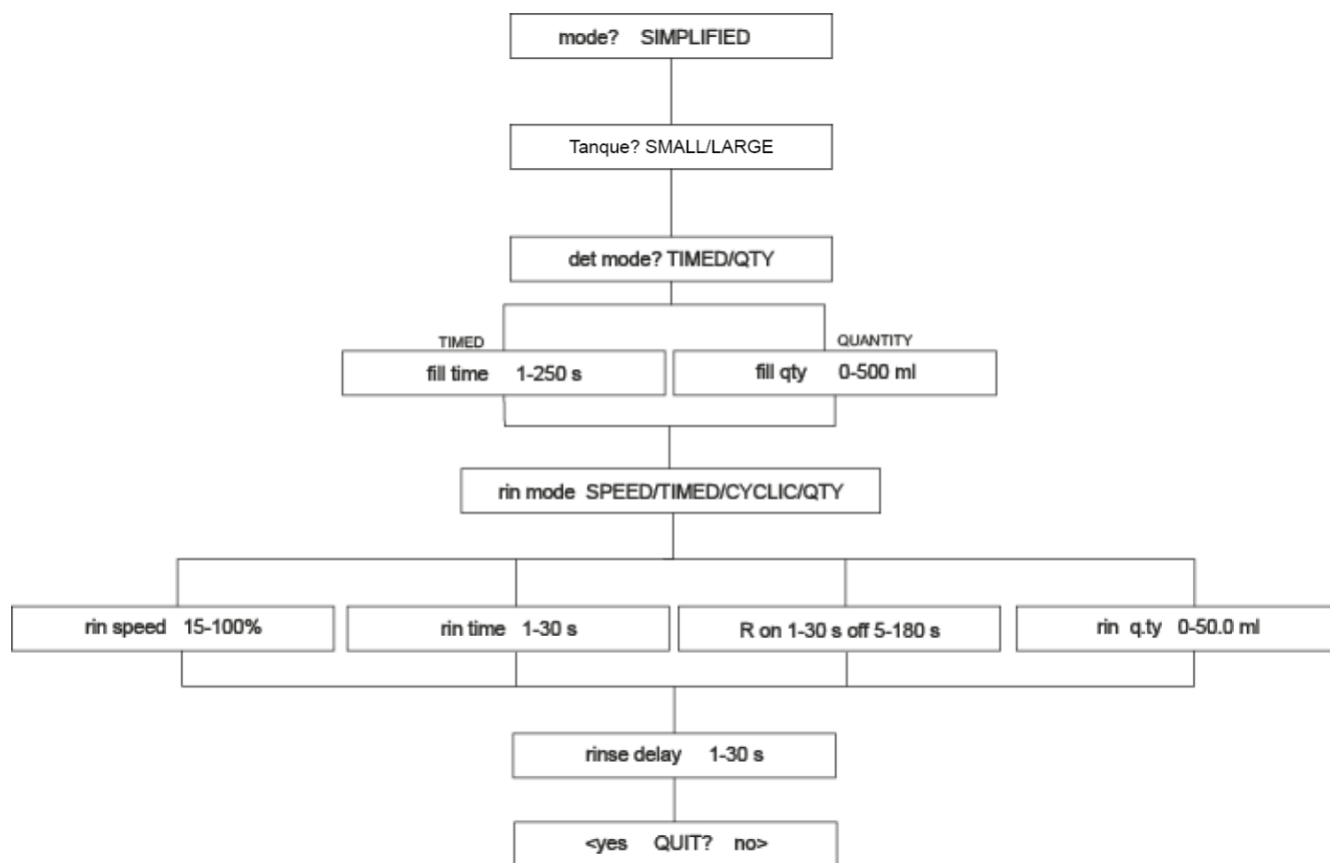 mode? SIMPLIFIED
Tanque? SMALL/LARGE
det mode? TIMED/QTY
TIMED
fill time 1-250 s
QUANTITY
fill qty 0-500 ml
rin mode SPEED/TIMED/CYCLIC/QTY
rin speed 15-100%
rin time 1-30 s
R on 1-30 s off 5-180 s
rin q.ty 0-50.0 ml
rinse delay 1-30 s
<yes QUIT? no>